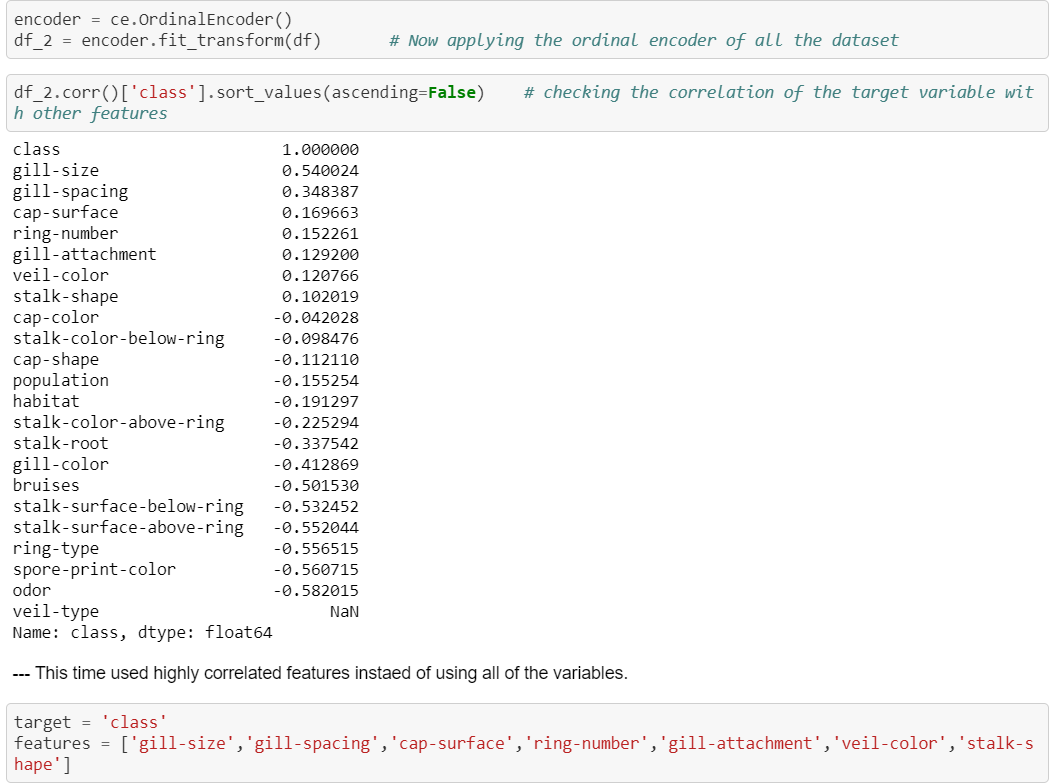 encoder = ce.OrdinalEncoder()
df_2 = encoder.fit_transform(df)       # Now applying the ordinal encoder of all the dataset
df_2.corr()['class'].sort_values(ascending=False)    # checking the correlation of the target variable wit
h other features
class                       1.000000
gill-size                   0.540024
gill-spacing                0.348387
cap-surface                 0.169663
ring-number                 0.152261
gill-attachment             0.129200
veil-color                  0.120766
stalk-shape                 0.102019
cap-color                  -0.042028
stalk-color-below-ring     -0.098476
cap-shape                  -0.112110
population                 -0.155254
habitat                    -0.191297
stalk-color-above-ring     -0.225294
stalk-root                 -0.337542
gill-color                 -0.412869
bruises                    -0.501530
stalk-surface-below-ring   -0.532452
stalk-surface-above-ring   -0.552044
ring-type                  -0.556515
spore-print-color          -0.560715
odor                       -0.582015
veil-type                        NaN
Name: class, dtype: float64
--- This time used highly correlated features instaed of using all of the variables.
target = 'class'
features = ['gill-size','gill-spacing','cap-surface','ring-number','gill-attachment','veil-color','stalk-s
hape']